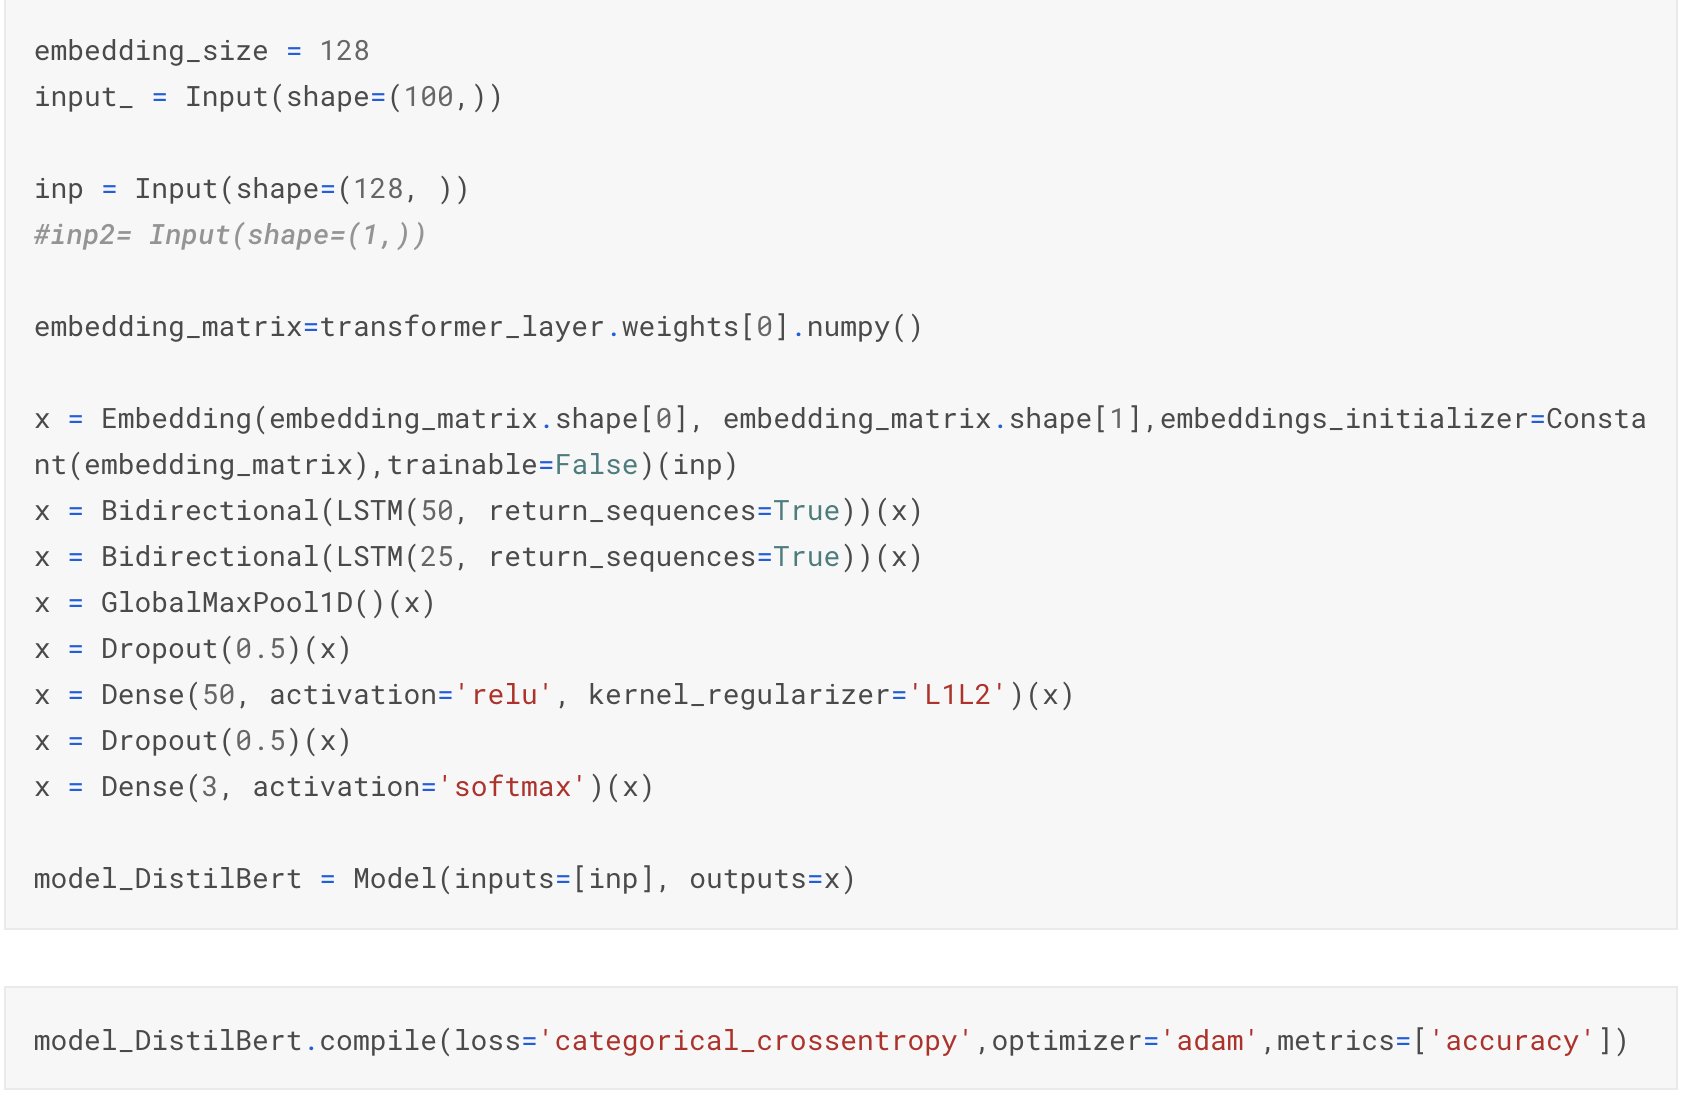 embedding_size = 128
input_ = Input(shape=(100,))
inp = Input(shape=(128, ))
#inp2= Input(shape=(1,))
embedding_matrix=transformer_layer.weights[0].numpy()
x = Embedding(embedding_matrix.shape[0], embedding_matrix.shape[1],embeddings_initializer=Consta
nt(embedding_matrix),trainable=False)(inp)
x = Bidirectional(LSTM(50, return_sequences=True))(x)
x = Bidirectional(LSTM(25, return_sequences=True))(x)
x = GlobalMaxPool1D()(x)
x = Dropout(0.5)(x)
x = Dense(50, activation='relu', kernel_regularizer='L1L2')(x)
x = Dropout(0.5)(x)
x = Dense(3, activation='softmax')(x)
model_DistilBert = Model(inputs=[inp], outputs=x)
model_DistilBert.compile(loss='categorical_crossentropy',optimizer='adam',metrics=['accuracy'])